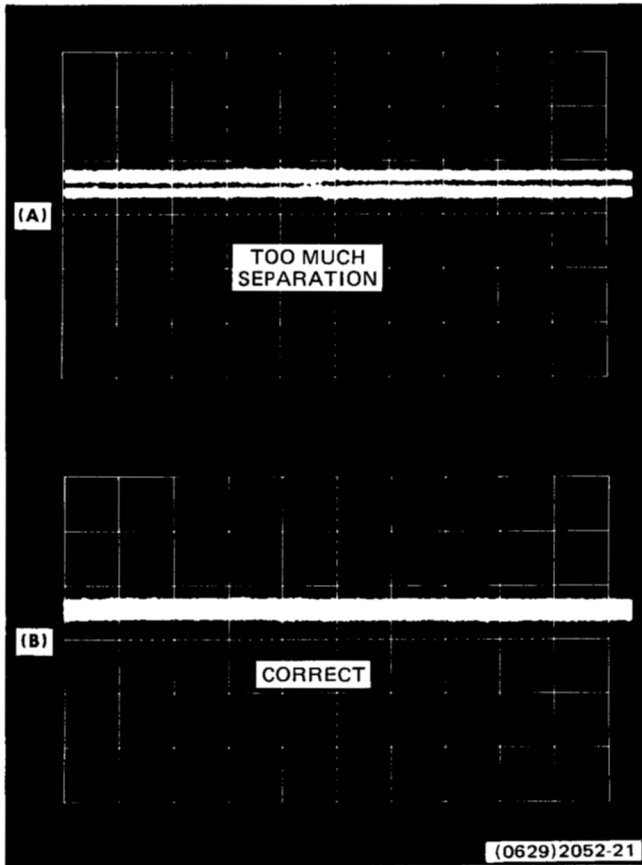 (A)
TOO MUCH
SEPARATION
(B)
CORRECT
(0629)2052-21